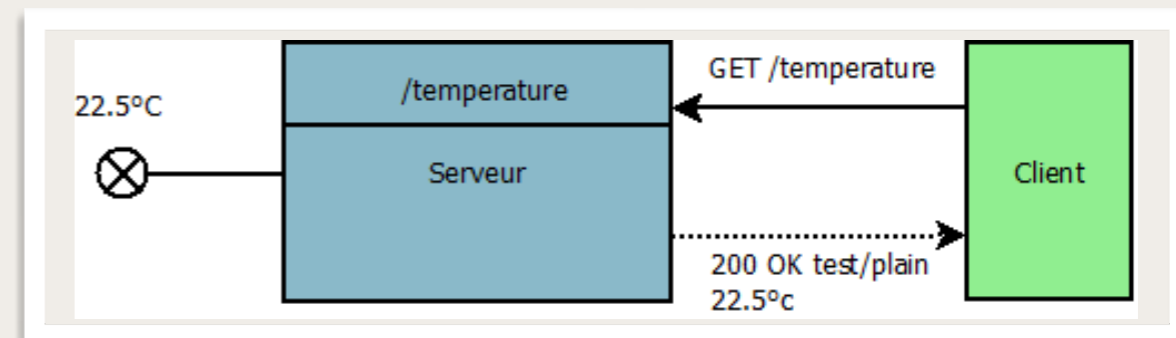 22.5°C
/temperature
Serveur
GET /temperature
200 OK test/plain
22.5°c
Client